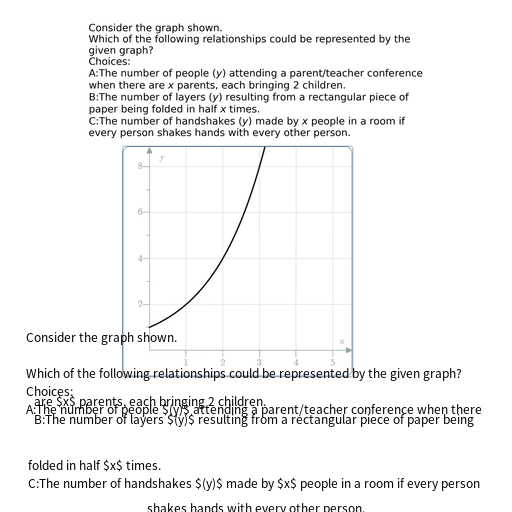 Consider the graph shown.
Which of the following relationships could be represented by the
given graph?
Choices:
A:The number of people (y) attending a parent/teacher conference
when there are x parents, each bringing 2 children.
B:The number of layers (y) resulting from a rectangular piece of
paper being folded in half x times.
C:The number of handshakes (y) made by x people in a room if
every person shakes hands with every other person.
y
8
6
4
2
x
1 2 3 4 5
Consider the graph shown.
Which of the following relationships could be represented by the given graph?
Choices:
are $x$ parents, each bringing 2 children.
A:The number of people $(y)$ attending a parent/teacher conference when there
B:The number of layers $(y)$ resulting from a rectangular piece of paper being
folded in half $x$ times.
C:The number of handshakes $(y)$ made by $x$ people in a room if every person
shakes hands with every other person.